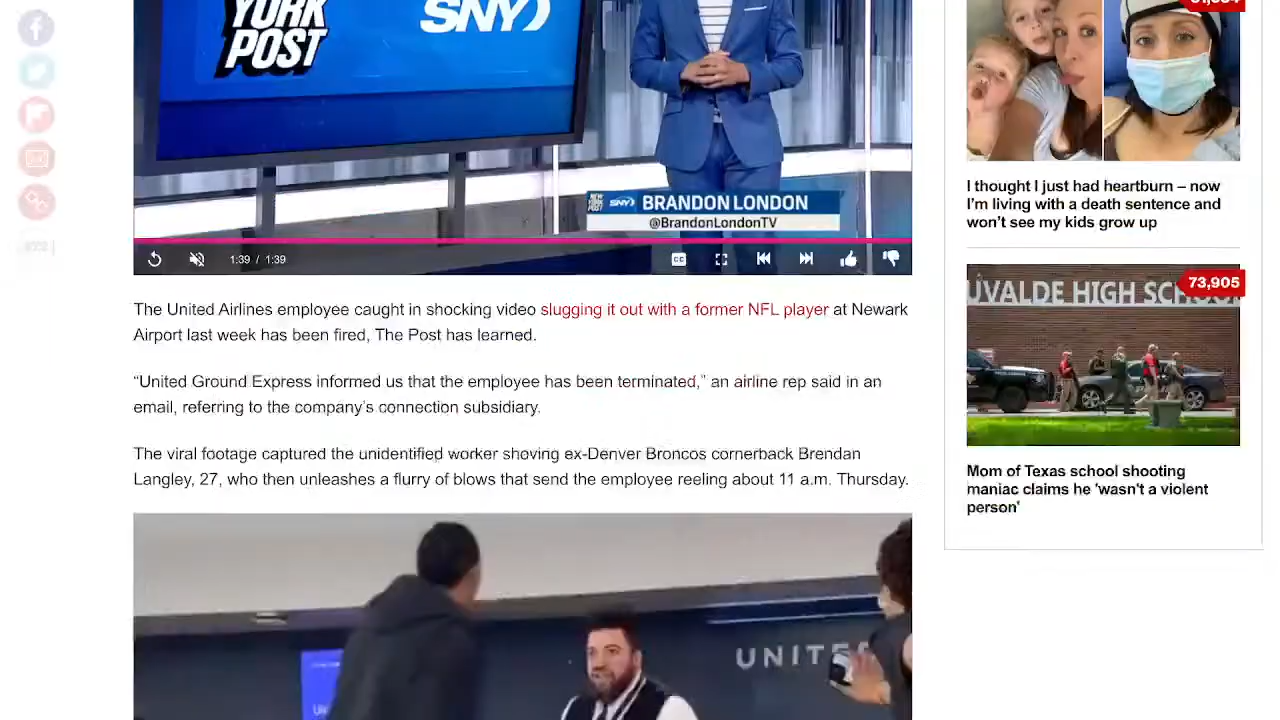 YORK
POST
SNY
NEW
YORK
POST
SNY
BRANDON LONDON
@BrandonLondonTV
1:39 / 1:39
CC
The United Airlines employee caught in shocking video slugging it out with a former NFL player at Newark
Airport last week has been fired, The Post has learned.
“United Ground Express informed us that the employee has been terminated,” an airline rep said in an
email, referring to the company’s connection subsidiary.
The viral footage captured the unidentified worker shoving ex-Denver Broncos cornerback Brendan
Langley, 27, who then unleashes a flurry of blows that send the employee reeling about 11 a.m. Thursday.
UNITE
I thought I just had heartburn – now
I’m living with a death sentence and
won’t see my kids grow up
UVALDE HIGH SCHOOL
73,905
Mom of Texas school shooting
maniac claims he 'wasn't a violent
person'